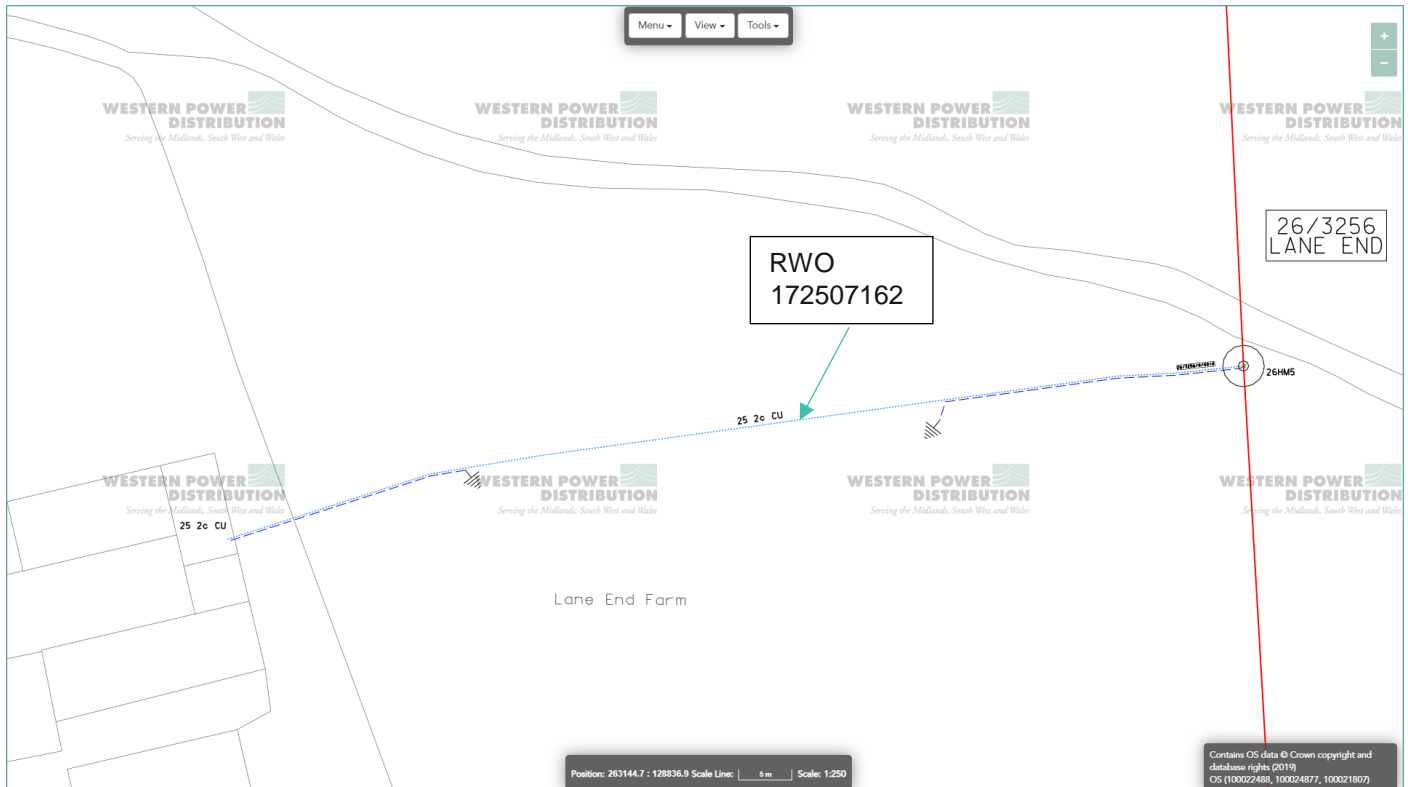 Menu View Tools
+
−
WESTERN POWER DISTRIBUTION
Serving the Midlands, South West and Wales
WESTERN POWER DISTRIBUTION
Serving the Midlands, South West and Wales
WESTERN POWER DISTRIBUTION
Serving the Midlands, South West and Wales
WESTERN POWER DISTRIBUTION
Serving the Midlands, South West and Wales
26/3256
LANE END
RWO
172507162
26HM5
25 2c CU
WESTERN POWER DISTRIBUTION
Serving the Midlands, South West and Wales
WESTERN POWER DISTRIBUTION
Serving the Midlands, South West and Wales
WESTERN POWER DISTRIBUTION
Serving the Midlands, South West and Wales
WESTERN POWER DISTRIBUTION
Serving the Midlands, South West and Wales
25 2c CU
Lane End Farm
Position: 263144.7 : 128836.9 Scale Line: 5 m Scale: 1:250
Contains OS data © Crown copyright and
database rights (2019)
OS (100022488, 100024877, 100021807)